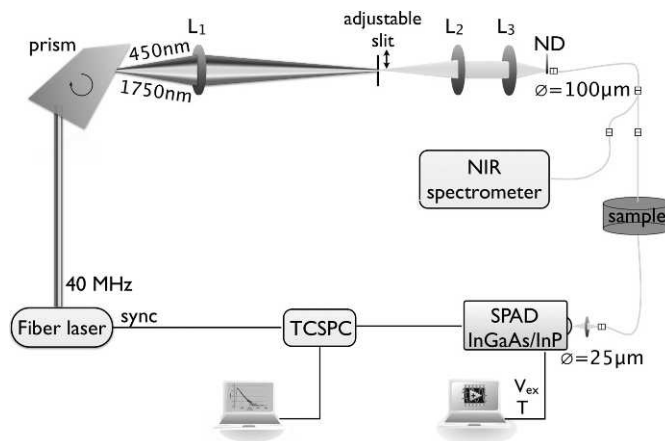 prism
450nm
1750nm
L₁
adjustable
slit
L₂
L₃
ND
⌀=100μm
NIR
spectrometer
sample
40 MHz
Fiber laser
sync
TCSPC
SPAD
InGaAs/InP
⌀=25μm
Vₑₓ
T